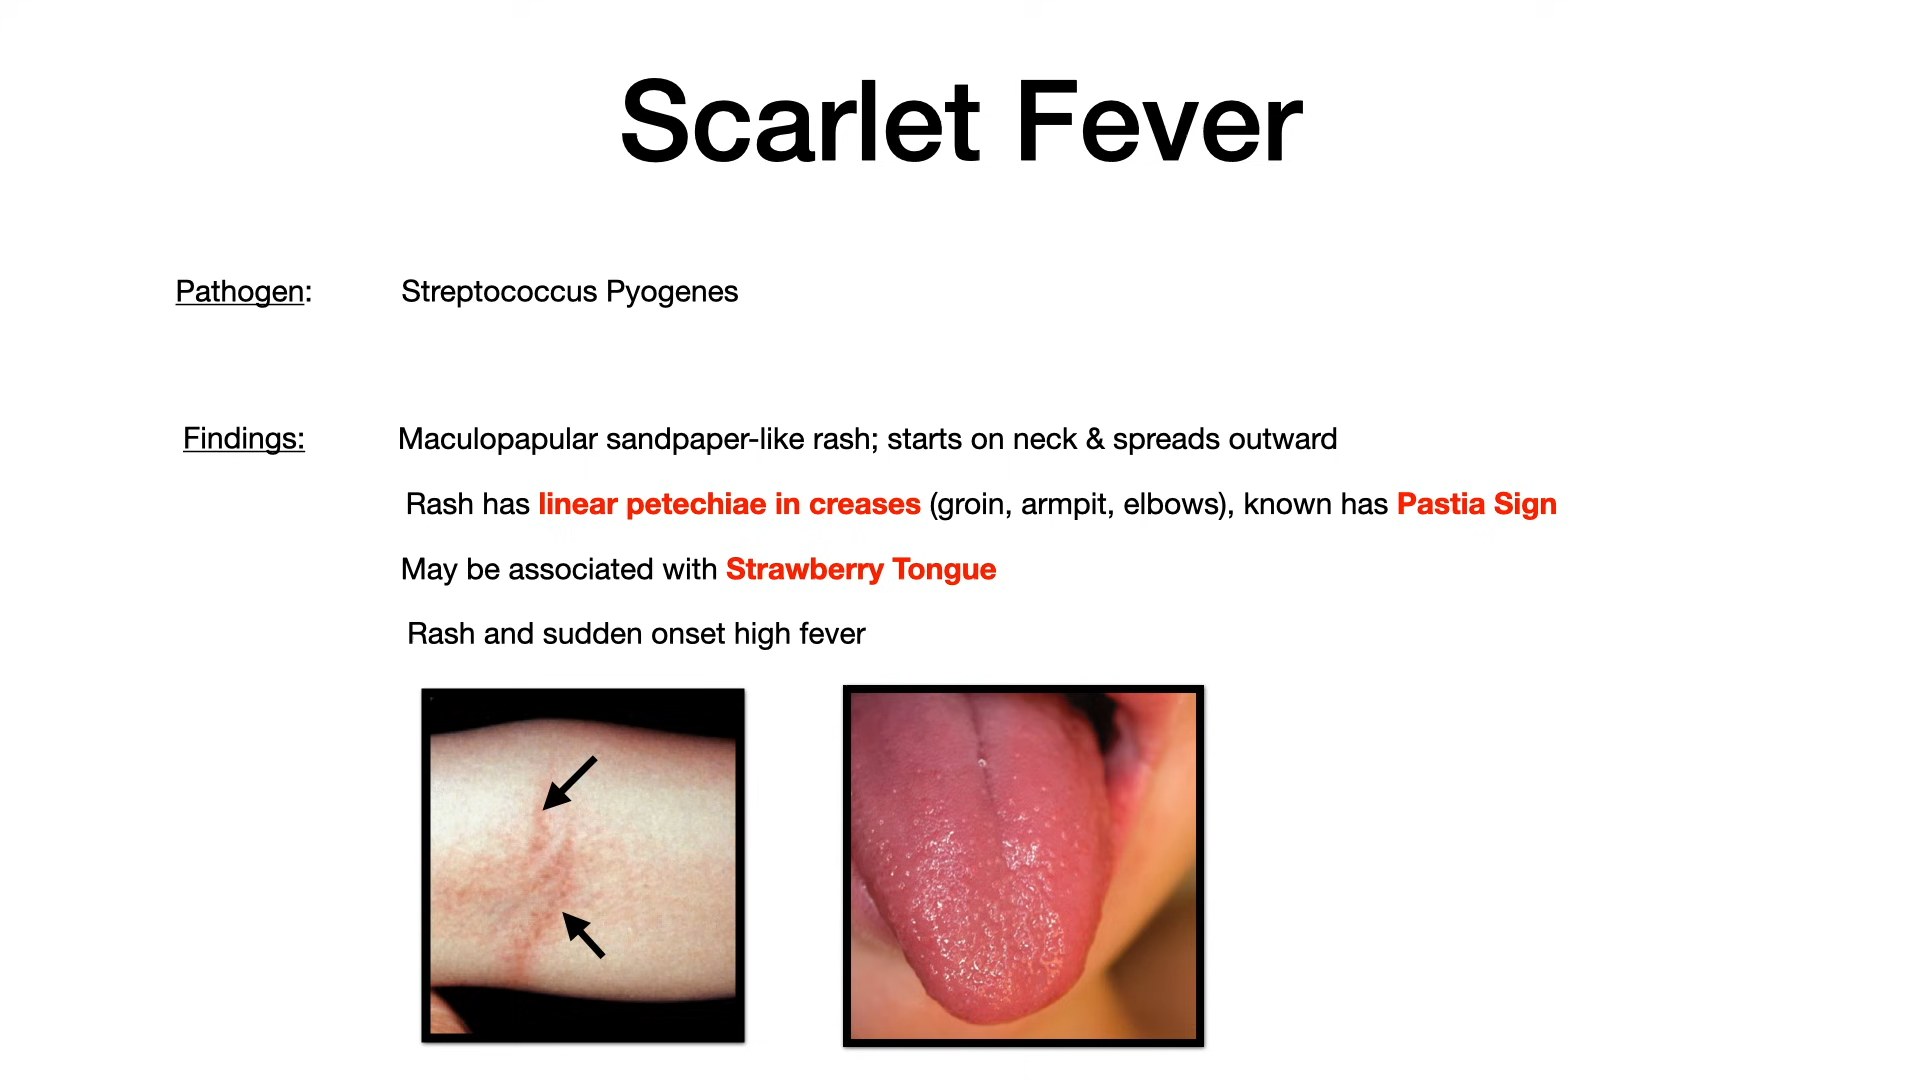 Scarlet Fever
Pathogen: Streptococcus Pyogenes
Findings: Maculopapular sandpaper-like rash; starts on neck & spreads outward
Rash has linear petechiae in creases (groin, armpit, elbows), known has Pastia Sign
May be associated with Strawberry Tongue
Rash and sudden onset high fever